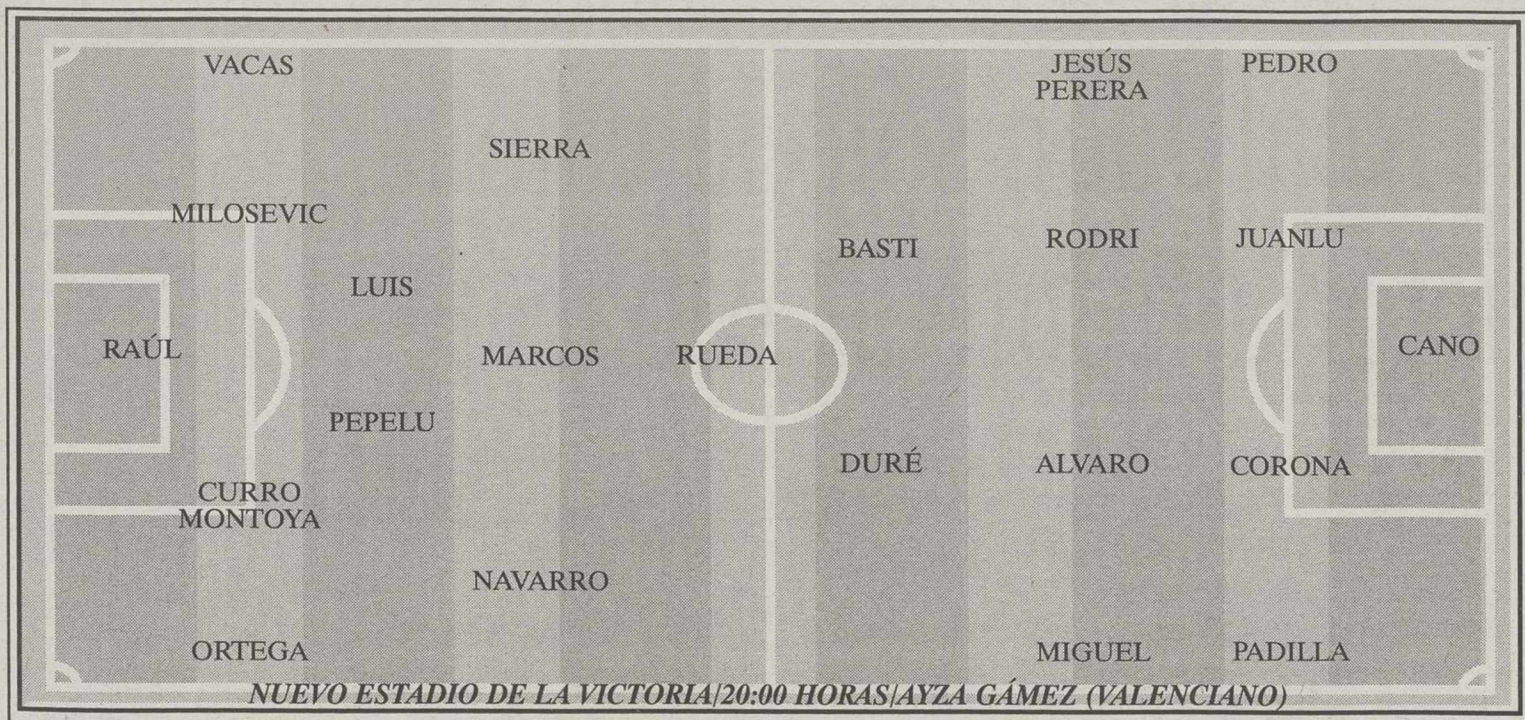 VACAS
JESÚS
PERERA
PEDRO
SIERRA
MILOSEVIC
BASTI
RODRI
JUANLU
LUIS
RAÚL
MARCOS
RUEDA
CANO
PEPELU
DURÉ
ALVARO
CORONA
CURRO
MONTOYA
NAVARRO
ORTEGA
MIGUEL
PADILLA
NUEVO ESTADIO DE LA VICTORIA/20:00 HORAS/AYZA GÁMEZ (VALENCIANO)